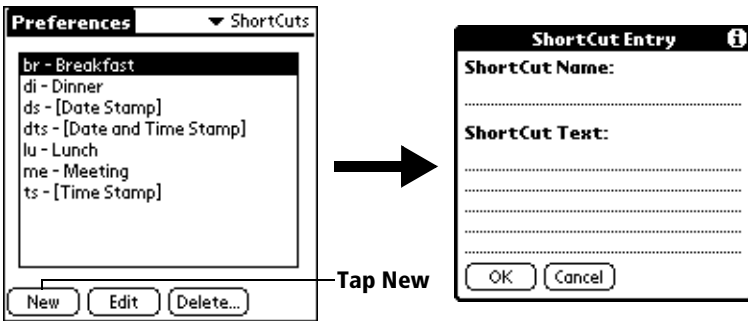 Preferences
ShortCuts
br - Breakfast
di - Dinner
ds - [Date Stamp]
dts - [Date and Time Stamp]
lu - Lunch
me - Meeting
ts - [Time Stamp]
New
Edit
Delete...
Tap New
ShortCut Entry
ShortCut Name:
ShortCut Text:
OK
Cancel